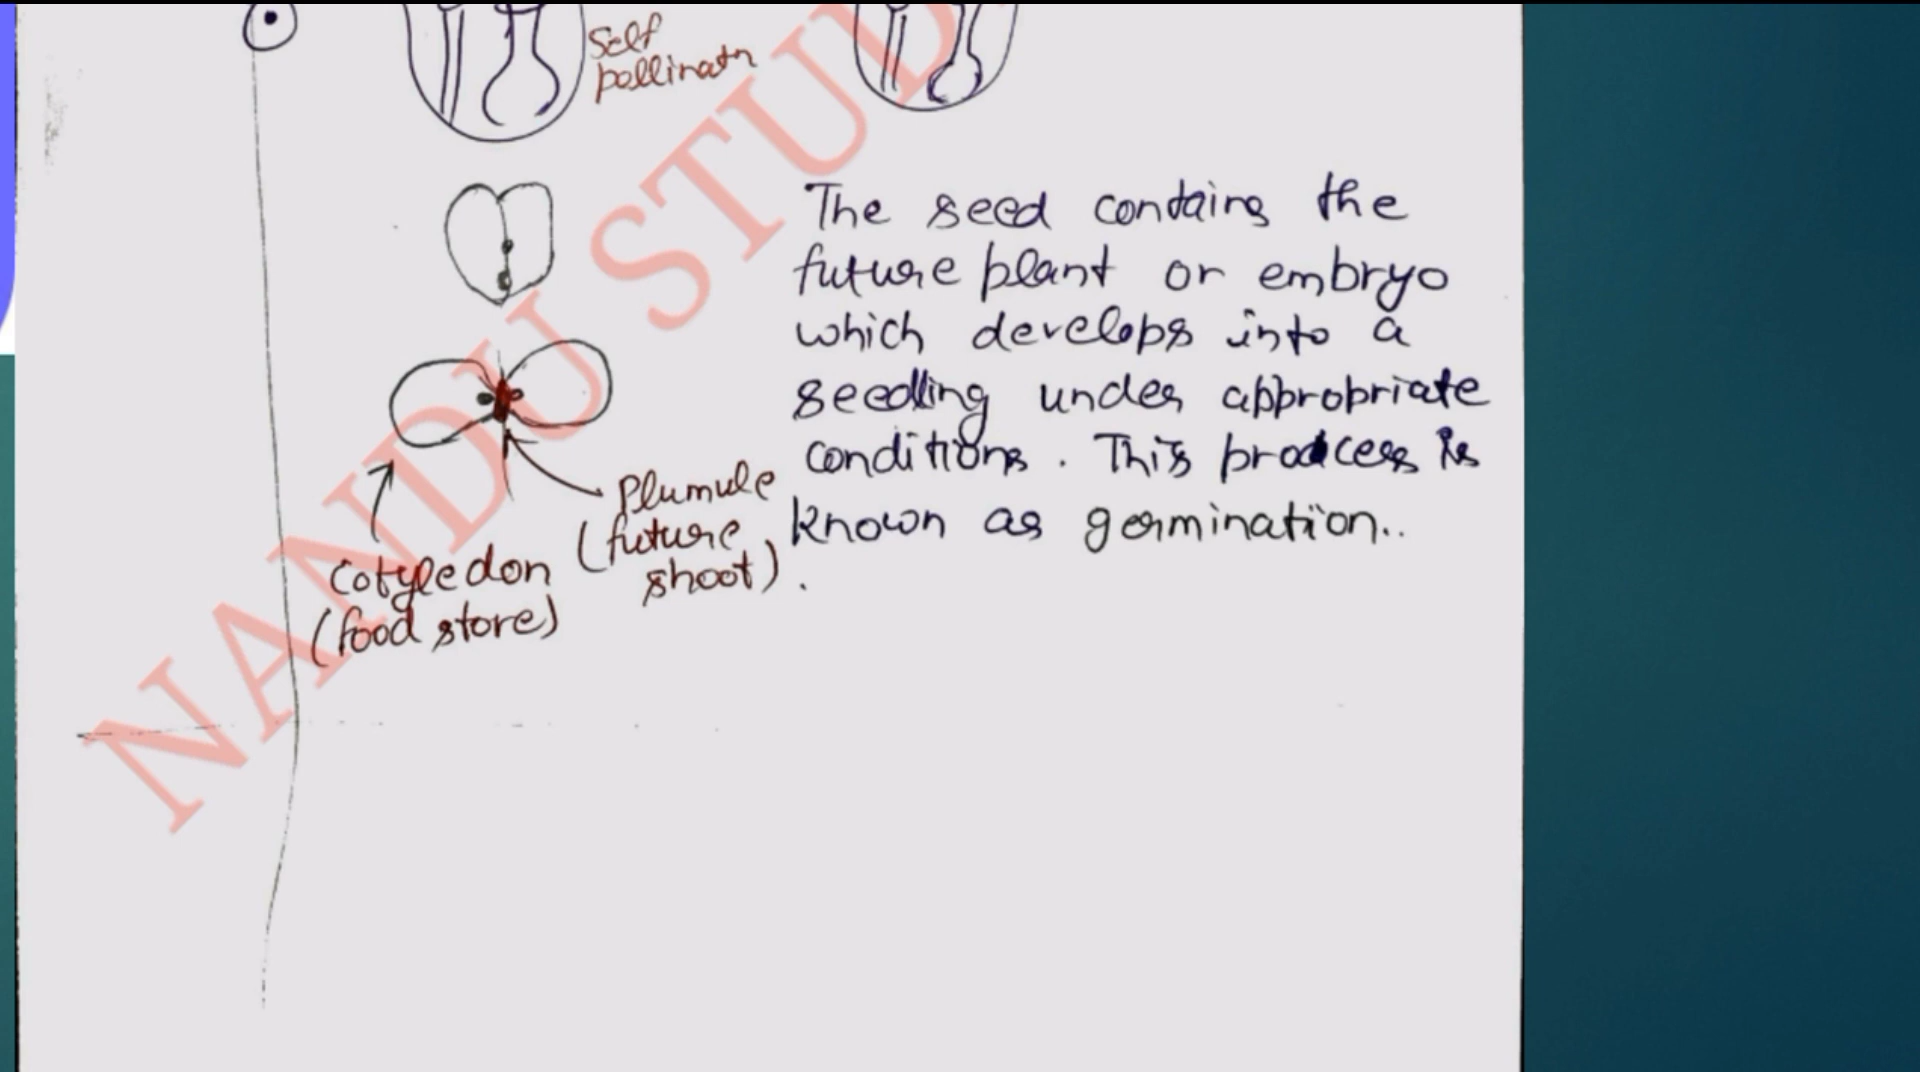 Self
pollinatn
The seed contains the
future plant or embryo
which develops into a
seedling under appropriate
conditions. This process is
known as germination..
Plumule
(future
shoot).
Cotyledon
(food store)
NANDU STUD